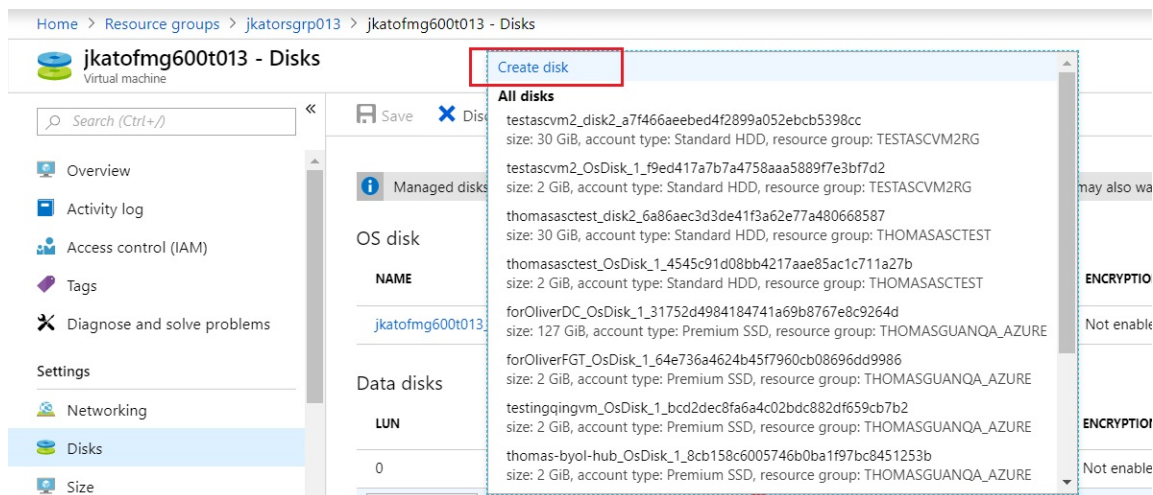 Home > Resource groups > jkatorsgrp013 > jkatofmg600t013 - Disks
jkatofmg600t013 - Disks
Virtual machine
Search (Ctrl+/)
«
Overview
Activity log
Access control (IAM)
Tags
Diagnose and solve problems
Settings
Networking
Disks
Size
Save
Disc
Managed disks
may also wa
OS disk
NAME
ENCRYPTIO
jkatofmg600t013_
Not enable
Data disks
LUN
ENCRYPTION
0
Not enable
Create disk
All disks
testascvm2_disk2_a7f466aeebed4f2899a052ebcb5398cc
size: 30 GiB, account type: Standard HDD, resource group: TESTASCVM2RG
testascvm2_OsDisk_1_f9ed417a7b7a4758aaa5889f7e3bf7d2
size: 2 GiB, account type: Standard HDD, resource group: TESTASCVM2RG
thomasasctest_disk2_6a86aec3d3de41f3a62e77a480668587
size: 30 GiB, account type: Standard HDD, resource group: THOMASASCTEST
thomasasctest_OsDisk_1_4545c91d08bb4217aae85ac1c711a27b
size: 2 GiB, account type: Standard HDD, resource group: THOMASASCTEST
forOliverDC_OsDisk_1_31752d4984184741a69b8767e8c9264d
size: 127 GiB, account type: Premium SSD, resource group: THOMASGUANQA_AZURE
forOliverFGT_OsDisk_1_64e736a4624b45f7960cb08696dd9986
size: 2 GiB, account type: Premium SSD, resource group: THOMASGUANQA_AZURE
testingqingvm_OsDisk_1_bcd2dec8fa6a4c02bdc882df659cb7b2
size: 2 GiB, account type: Premium SSD, resource group: THOMASGUANQA_AZURE
thomas-byol-hub_OsDisk_1_8cb158c6005746b0ba1f97bc8451253b
size: 2 GiB, account type: Premium SSD, resource group: THOMASGUANQA_AZURE